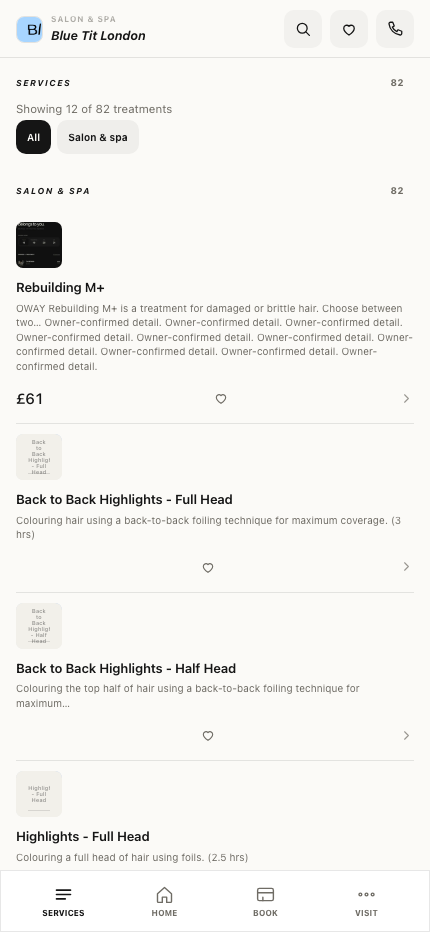 Bl
SALON & SPA
Blue Tit London
SERVICES
82
Showing 12 of 82 treatments
All
Salon & spa
SALON & SPA
82
Rebuilding M+
OWAY Rebuilding M+ is a treatment for damaged or brittle hair. Choose between
two... Owner-confirmed detail. Owner-confirmed detail. Owner-confirmed detail.
Owner-confirmed detail. Owner-confirmed detail. Owner-confirmed detail. Owner-
confirmed detail. Owner-confirmed detail. Owner-confirmed detail. Owner-
confirmed detail.
£61
Back
to
Back
Highligl
- Full
Head
Back to Back Highlights - Full Head
Colouring hair using a back-to-back foiling technique for maximum coverage. (3
hrs)
Back
to
Back
Highligl
- Half
Head
Back to Back Highlights - Half Head
Colouring the top half of hair using a back-to-back foiling technique for
maximum...
Highligl
- Full
Head
Highlights - Full Head
Colouring a full head of hair using foils. (2.5 hrs)
SERVICES
HOME
BOOK
VISIT